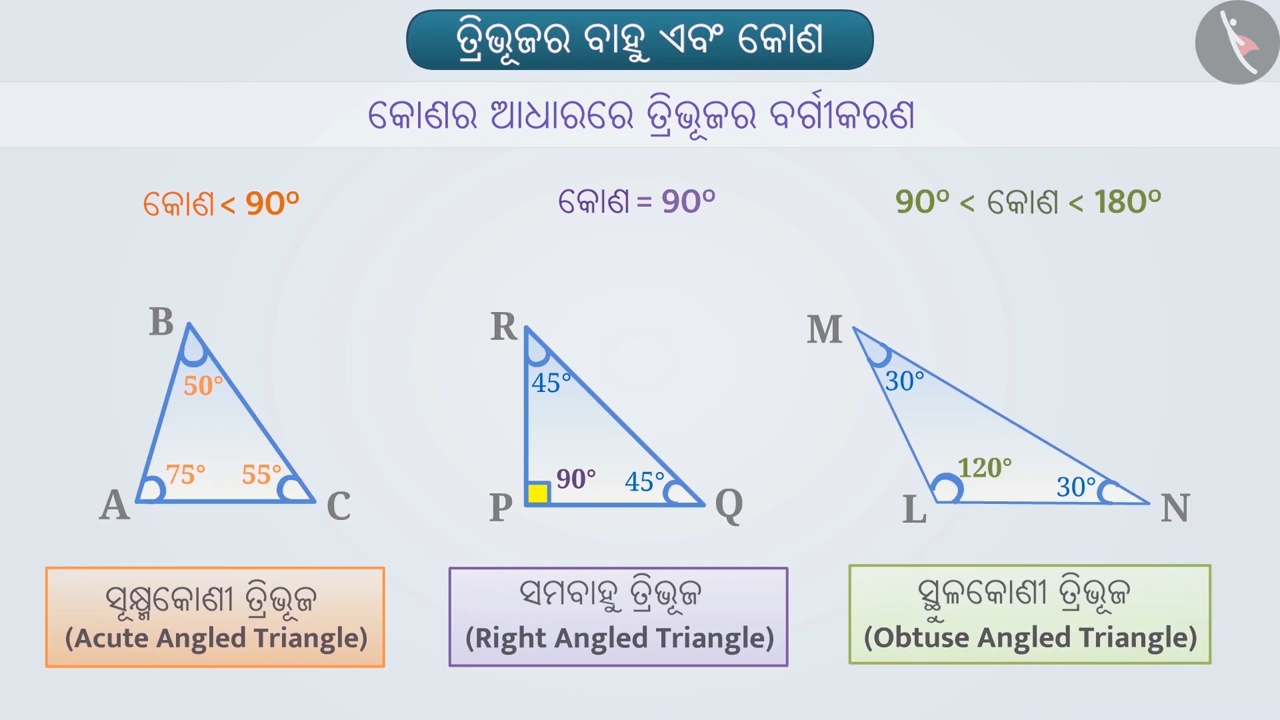 ତ୍ରିଭୂଜର ବାହୁ ଏବଂ କୋଣ
କୋଣର ଆଧାରରେ ତ୍ରିଭୂଜର ବର୍ଗୀକରଣ
କୋଣ < 90° କୋଣ = 90° 90° < କୋଣ < 180°
B R M
50° 45° 30°
75° 55° 90° 45° 120° 30°
A C P Q L N
ସୂକ୍ଷ୍ମକୋଣୀ ତ୍ରିଭୂଜ ସମବାହୁ ତ୍ରିଭୂଜ ସ୍ଥୁଳକୋଣୀ ତ୍ରିଭୂଜ
(Acute Angled Triangle) (Right Angled Triangle) (Obtuse Angled Triangle)